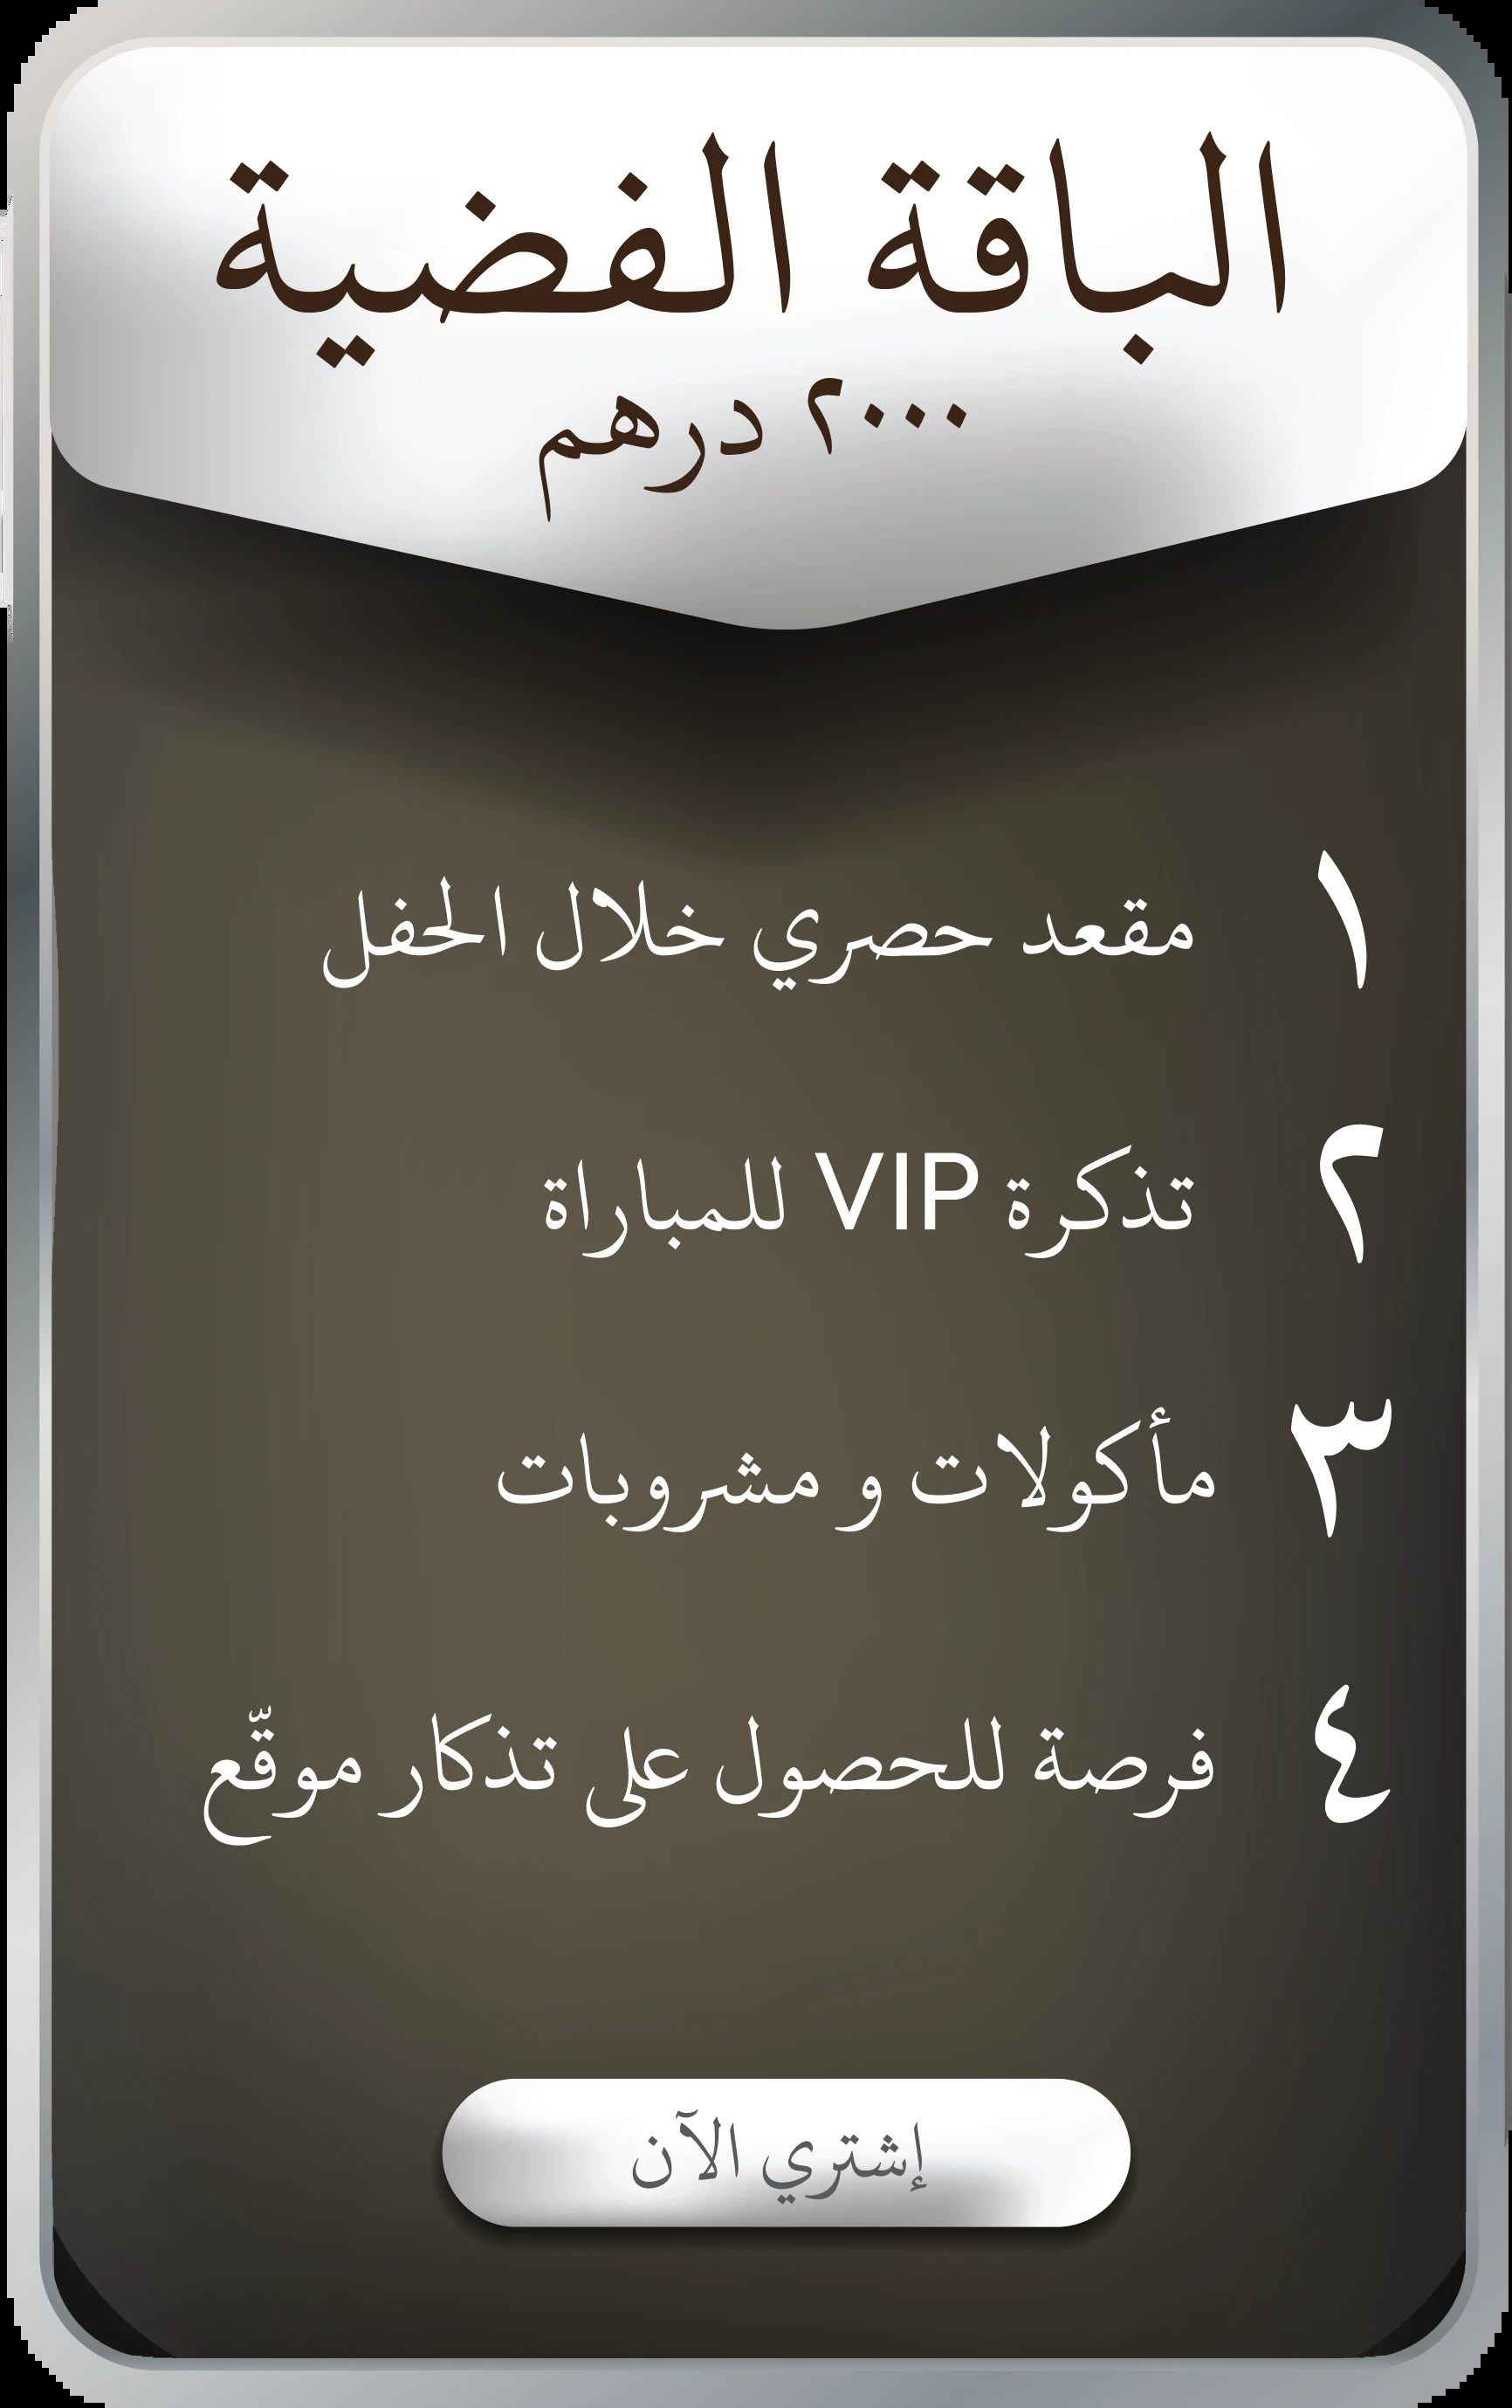 الباقة الفضية
٢٠٠٠ درهم
١ مقعد حصري خلال الحفل
٢ تذكرة VIP للمباراة
٣ مأكولات و مشروبات
٤ فرصة للحصول على تذكار موقّع
إشتري الآن